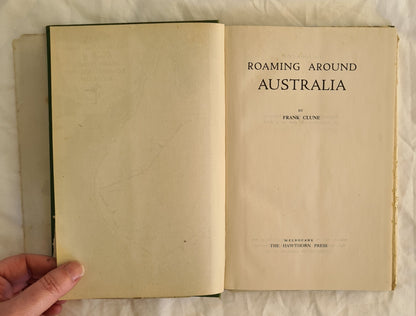 ROAMING AROUND
AUSTRALIA
BY
FRANK CLUNE
MELBOURNE
THE HAWTHORN PRESS